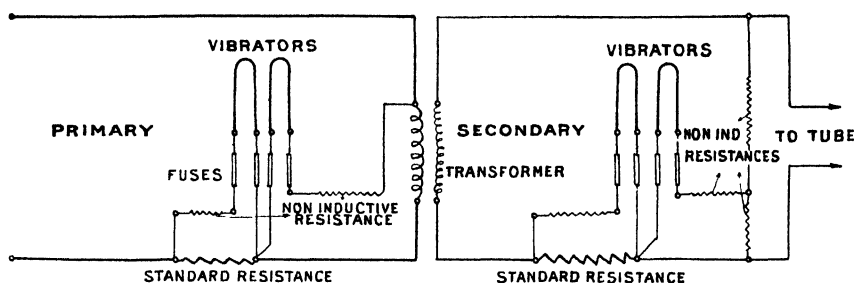 VIBRATORS
PRIMARY
FUSES
NON INDUCTIVE
RESISTANCE
STANDARD RESISTANCE
VIBRATORS
SECONDARY
TRANSFORMER
NON IND
RESISTANCES
TO TUBE
STANDARD RESISTANCE